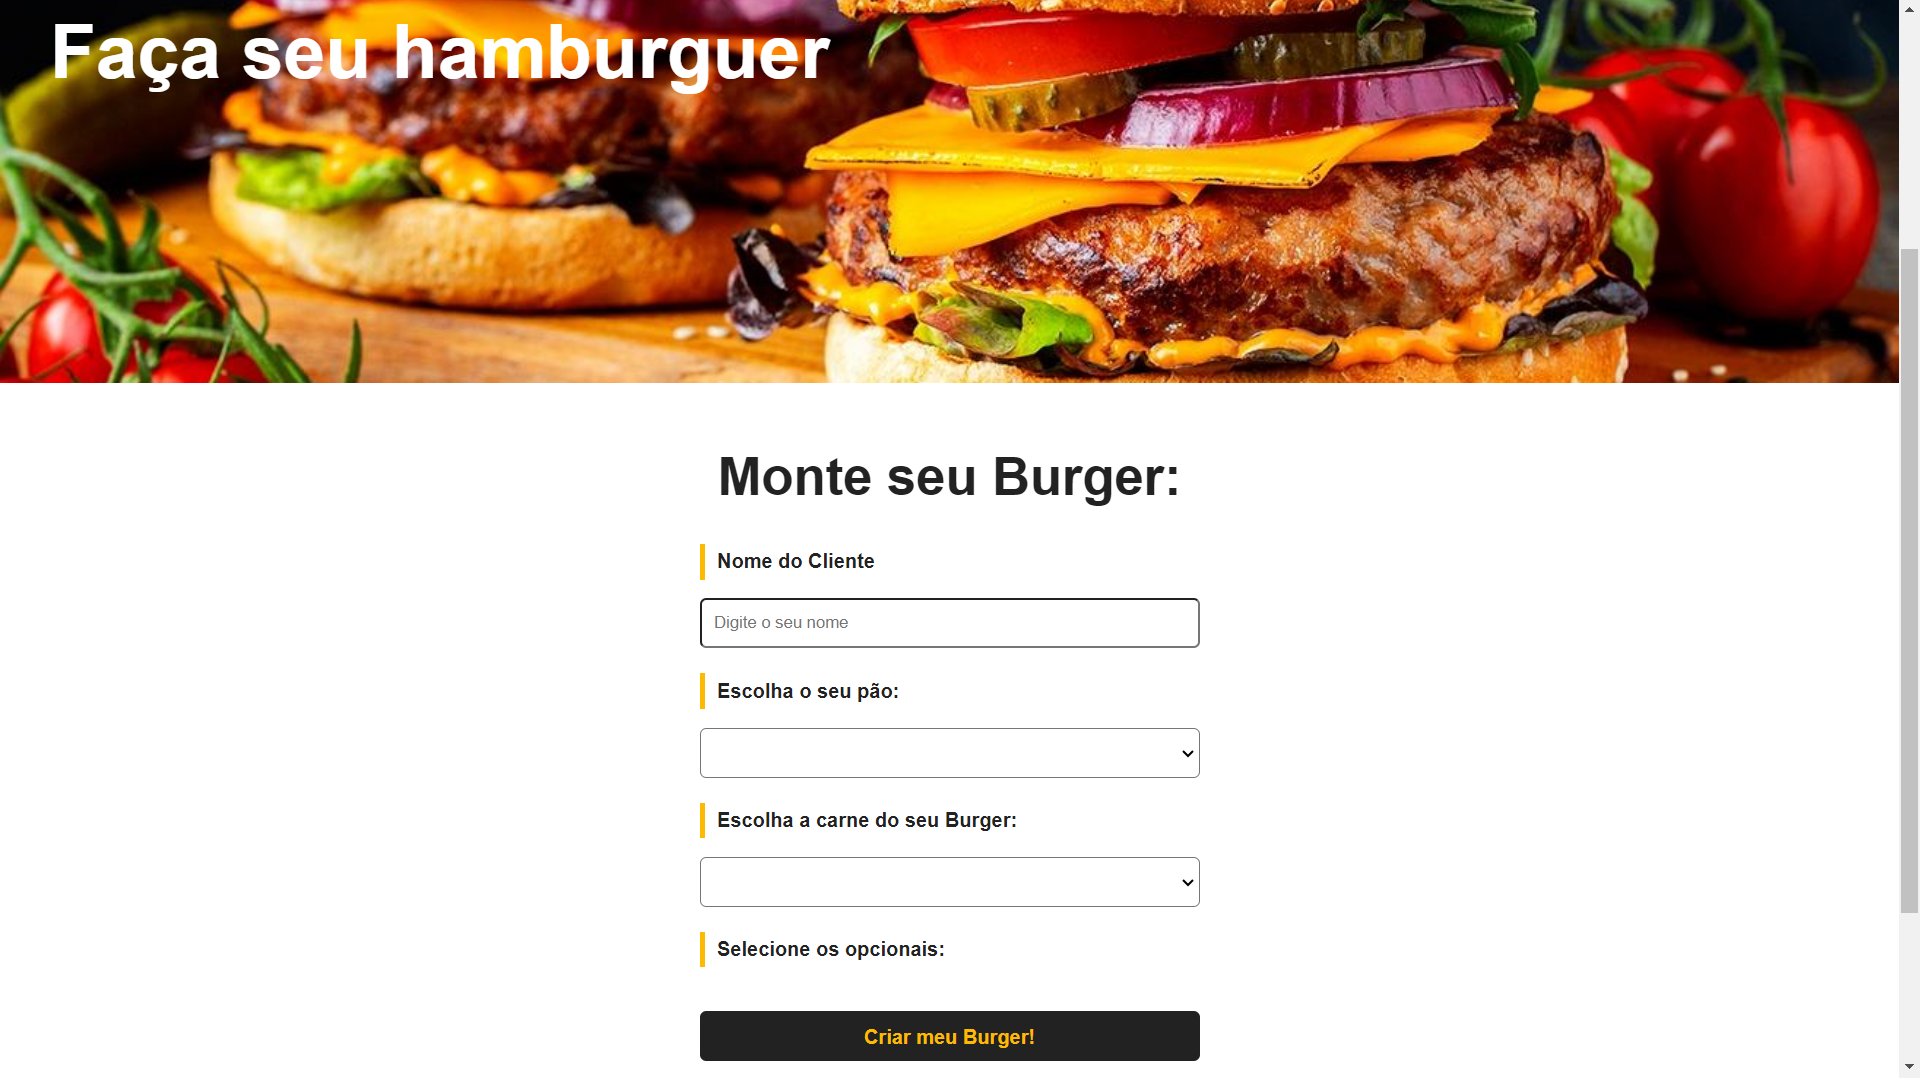 Faça seu hamburguer
Monte seu Burger:
Nome do Cliente
Digite o seu nome
Escolha o seu pão:
Escolha a carne do seu Burger:
Selecione os opcionais:
Criar meu Burger!